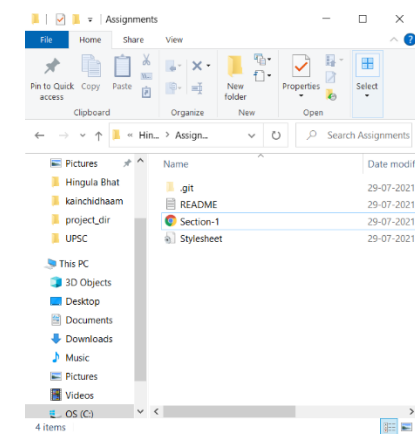 Assignments
File Home Share View
Pin to Quick access Copy Paste New folder Properties Select
Clipboard Organize New Open
« Hin... > Assign... Search Assignments
Name Date modif
Pictures
Hingula Bhat
kainchidhaam
project_dir
UPSC
This PC
3D Objects
Desktop
Documents
Downloads
Music
Pictures
Videos
OS (C:)
.git 29-07-2021
README 29-07-2021
Section-1 29-07-2021
Stylesheet 29-07-2021
4 items